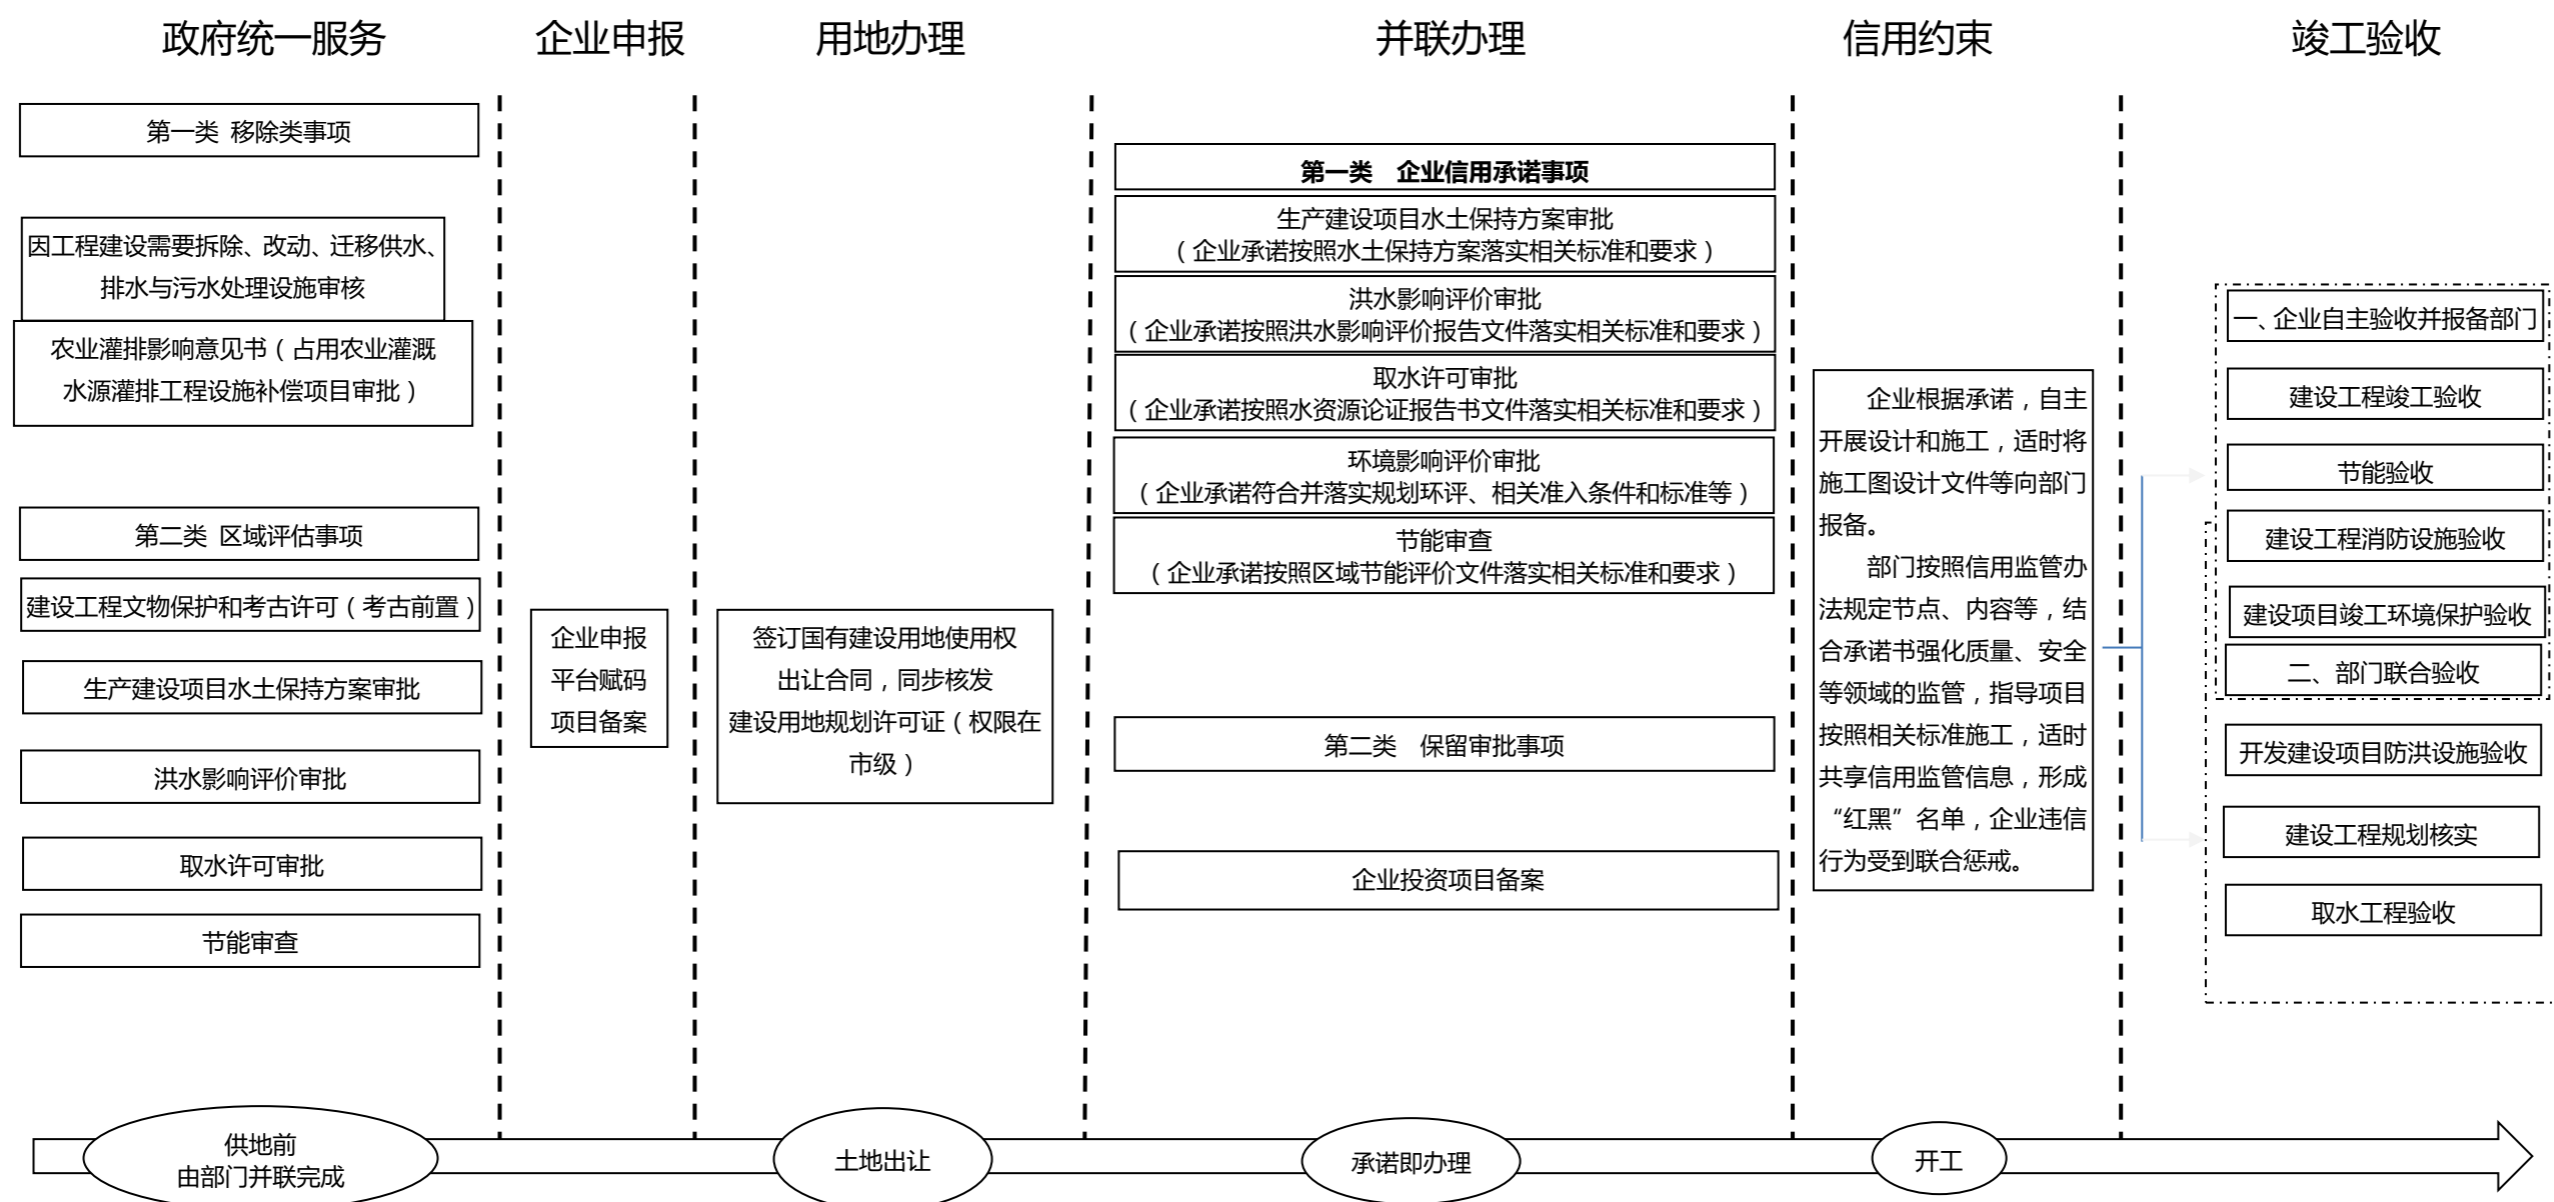 政府统一服务
企业申报
用地办理
并联办理
信用约束
竣工验收
第一类 移除类事项
因工程建设需要拆除、改动、迁移供水、
排水与污水处理设施审核
农业灌排影响意见书（占用农业灌溉
水源灌排工程设施补偿项目审批）
第二类 区域评估事项
建设工程文物保护和考古许可（考古前置）
生产建设项目水土保持方案审批
洪水影响评价审批
取水许可审批
节能审查
企业申报
平台赋码
项目备案
签订国有建设用地使用权
出让合同，同步核发
建设用地规划许可证（权限在
市级）
第一类 企业信用承诺事项
生产建设项目水土保持方案审批
（企业承诺按照水土保持方案落实相关标准和要求）
洪水影响评价审批
（企业承诺按照洪水影响评价报告文件落实相关标准和要求）
取水许可审批
（企业承诺按照水资源论证报告书文件落实相关标准和要求）
环境影响评价审批
（企业承诺符合并落实规划环评、相关准入条件和标准等）
节能审查
（企业承诺按照区域节能评价文件落实相关标准和要求）
第二类 保留审批事项
企业投资项目备案
企业根据承诺，自主
开展设计和施工，适时将
施工图设计文件等向部门
报备。
部门按照信用监管办
法规定节点、内容等，结
合承诺书强化质量、安全
等领域的监管，指导项目
按照相关标准施工，适时
共享信用监管信息，形成
“红黑”名单，企业违信
行为受到联合惩戒。
一、企业自主验收并报备部门
建设工程竣工验收
节能验收
建设工程消防设施验收
建设项目竣工环境保护验收
二、部门联合验收
开发建设项目防洪设施验收
建设工程规划核实
取水工程验收
供地前
由部门并联完成
土地出让
承诺即办理
开工